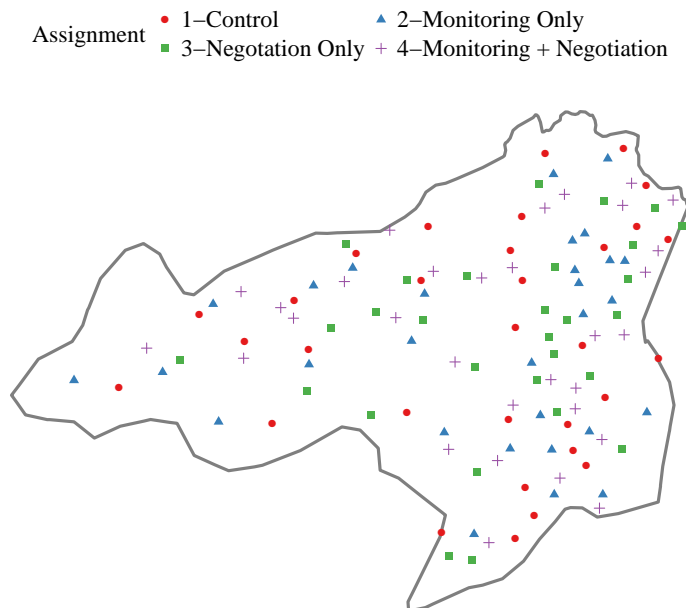 Assignment
1–Control
2–Monitoring Only
3–Negotation Only
4–Monitoring + Negotiation